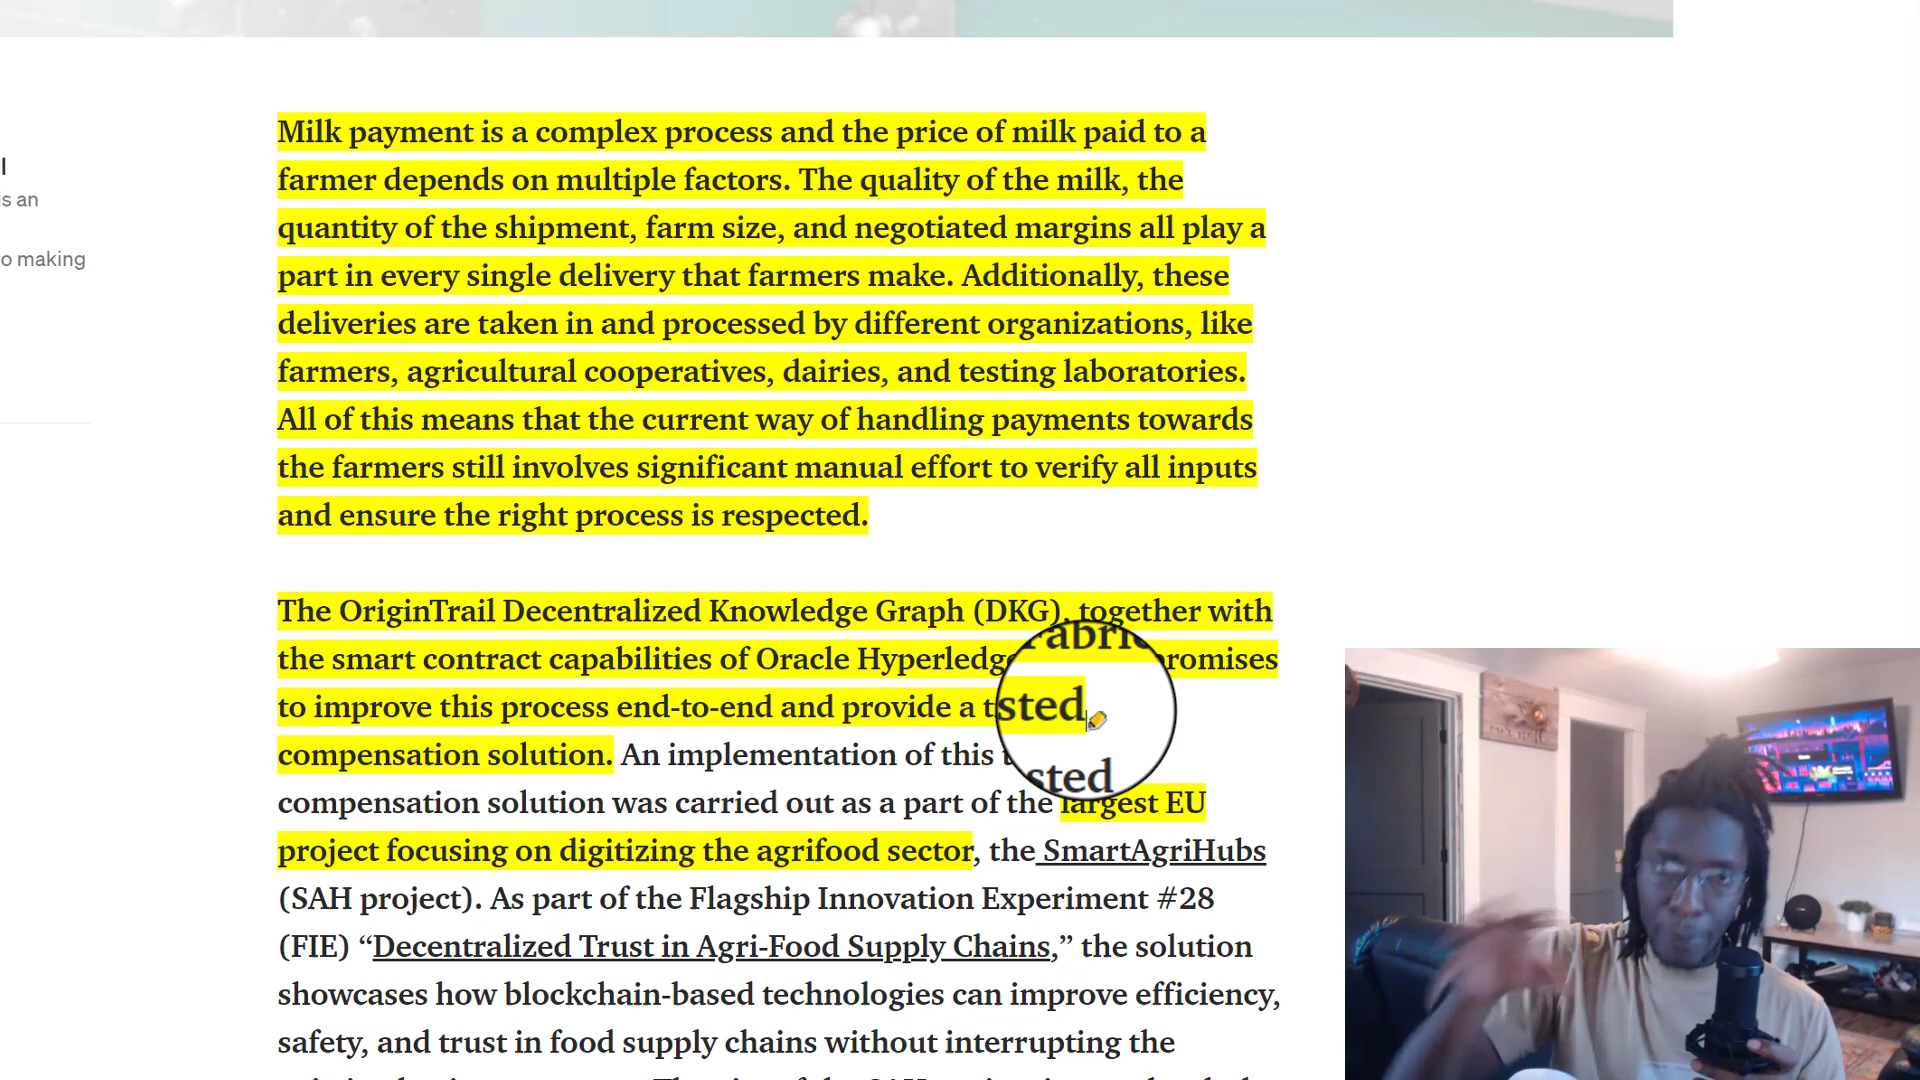 Milk payment is a complex process and the price of milk paid to a
farmer depends on multiple factors. The quality of the milk, the
quantity of the shipment, farm size, and negotiated margins all play a
part in every single delivery that farmers make. Additionally, these
deliveries are taken in and processed by different organizations, like
farmers, agricultural cooperatives, dairies, and testing laboratories.
All of this means that the current way of handling payments towards
the farmers still involves significant manual effort to verify all inputs
and ensure the right process is respected.
The OriginTrail Decentralized Knowledge Graph (DKG), together with
the smart contract capabilities of Oracle Hyperledge Fabric promises
to improve this process end-to-end and provide a t sted
compensation solution. An implementation of this t sted
compensation solution was carried out as a part of the largest EU
project focusing on digitizing the agrifood sector, the SmartAgriHubs
(SAH project). As part of the Flagship Innovation Experiment #28
(FIE) “Decentralized Trust in Agri-Food Supply Chains,” the solution
showcases how blockchain-based technologies can improve efficiency,
safety, and trust in food supply chains without interrupting the
l
is an
o making